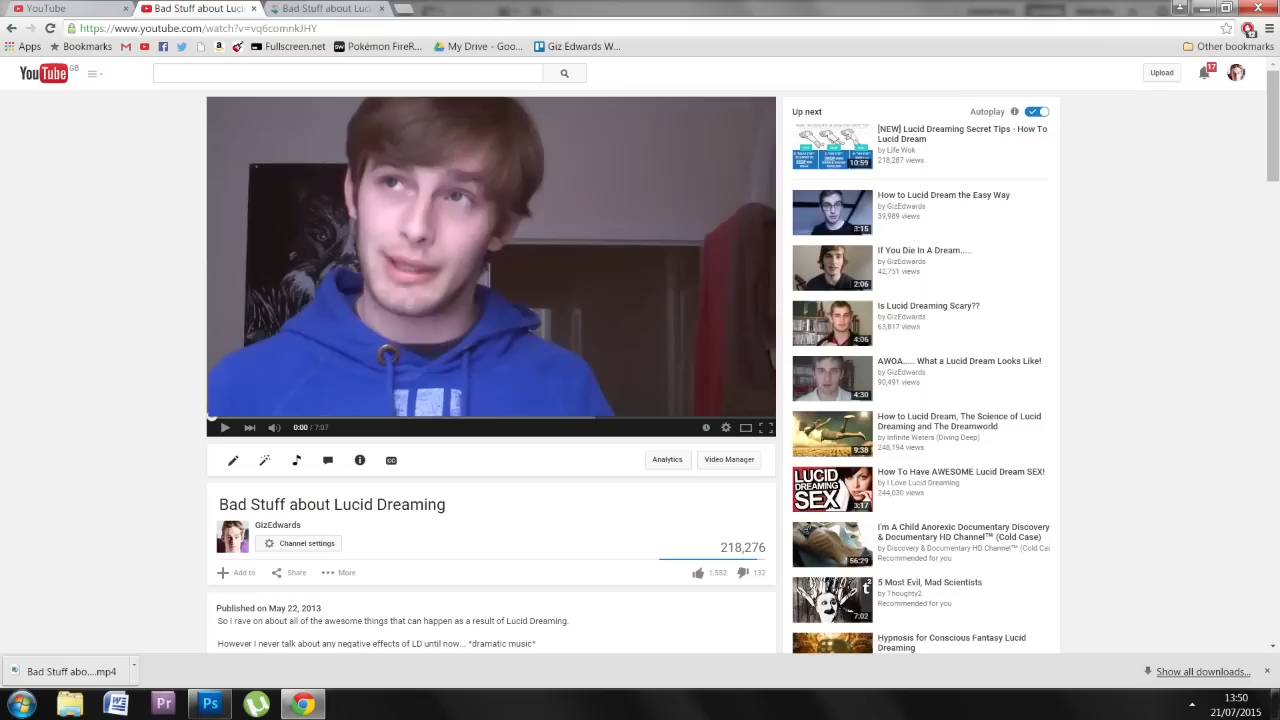 YouTube
Bad Stuff about Lucid Drea
Bad Stuff about Luci
https://www.youtube.com/watch?v=vq6comnkJHY
Apps
Bookmarks
Fullscreen.net
Pokémon FireR...
My Drive - Goo...
Giz Edwards W...
Other bookmarks
YouTube GB
Upload
17
Up next
Autoplay
[NEW] Lucid Dreaming Secret Tips - How To
Lucid Dream
by Life Wok
218,287 views
10:59
How to Lucid Dream the Easy Way
by GizEdwards
39,989 views
3:15
If You Die In A Dream.....
by GizEdwards
42,751 views
2:06
Is Lucid Dreaming Scary??
by GizEdwards
63,817 views
4:06
AWOA..... What a Lucid Dream Looks Like!
by GizEdwards
90,491 views
4:30
How to Lucid Dream, The Science of Lucid
Dreaming and The Dreamworld
by Infinite Waters (Diving Deep)
248,194 views
9:38
How To Have AWESOME Lucid Dream SEX!
by I Love Lucid Dreaming
244,030 views
LUCID
DREAMING
SEX
3:17
I'm A Child Anorexic Documentary Discovery
& Documentary HD Channel™ (Cold Case)
by Discovery & Documentary HD Channel™ (Cold Ca
Recommended for you
56:29
5 Most Evil, Mad Scientists
by Thoughty2
Recommended for you
7:02
Hypnosis for Conscious Fantasy Lucid
Dreaming
0:00 / 7:07
Analytics
Video Manager
Bad Stuff about Lucid Dreaming
GizEdwards
Channel settings
218,276
Add to
Share
More
1,552
132
Published on May 22, 2013
So I rave on about all of the awesome things that can happen as a result of Lucid Dreaming.
However I never talk about any negative effects of LD until now... *dramatic music*
Bad Stuff abo....mp4
Show all downloads...
Pr
Ps
13:50
21/07/2015